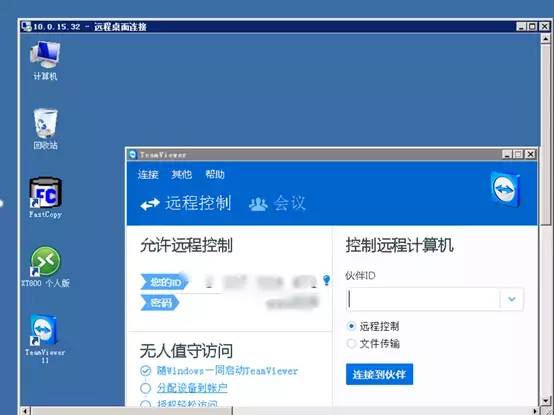 10.0.15.32 - 远程桌面连接
计算机
回收站
FastCopy
XT800 个人版
TeamViewer
11
TeamViewer
连接 其他 帮助
远程控制 会议
允许远程控制
您的ID
密码
无人值守访问
随Windows一同启动TeamViewer
分配设备到帐户
授权轻松访问
控制远程计算机
伙伴ID
远程控制
文件传输
连接到伙伴